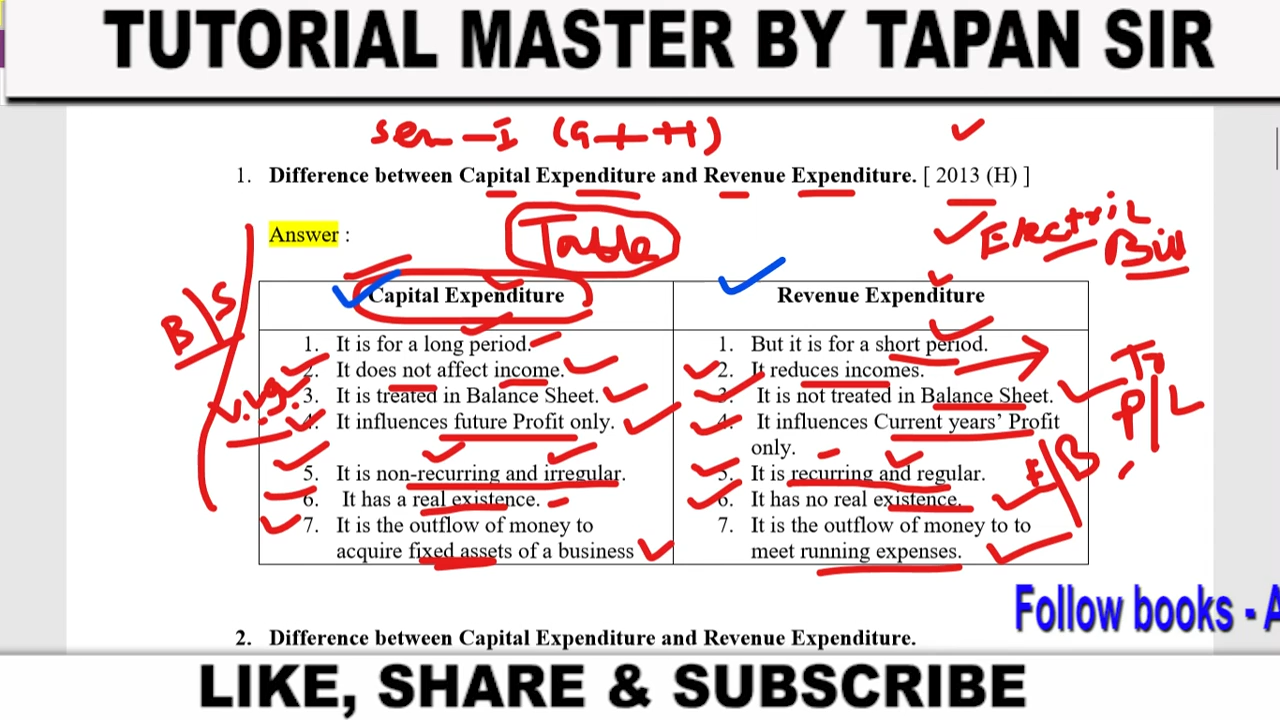 TUTORIAL MASTER BY TAPAN SIR
Sem - I (G + H)
1. Difference between Capital Expenditure and Revenue Expenditure. [ 2013 (H) ]
Electric
Bill
Answer :
Table
B/S
Capital Expenditure
1. It is for a long period.
2. It does not affect income.
3. It is treated in Balance Sheet.
4. It influences future Profit only.
5. It is non-recurring and irregular.
6. It has a real existence.
7. It is the outflow of money to
acquire fixed assets of a business
Revenue Expenditure
1. But it is for a short period.
2. It reduces incomes.
3. It is not treated in Balance Sheet.
4. It influences Current years’ Profit
only.
5. It is recurring and regular.
6. It has no real existence.
7. It is the outflow of money to to
meet running expenses.
P/L
Follow books - A
2. Difference between Capital Expenditure and Revenue Expenditure.
LIKE, SHARE & SUBSCRIBE